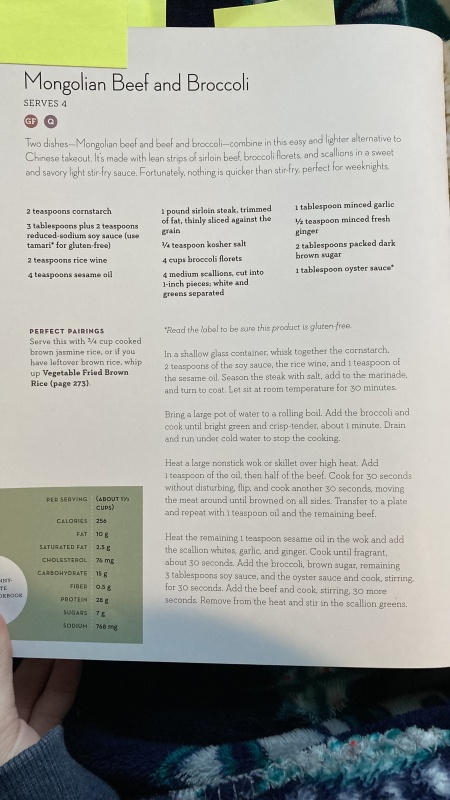 Mongolian Beef and Broccoli
SERVES 4
GF Q
Two dishes—Mongolian beef and beef and broccoli—combine in this easy and lighter alternative to
Chinese takeout. It's made with lean strips of sirloin beef, broccoli florets, and scallions in a sweet
and savory light stir-fry sauce. Fortunately, nothing is quicker than stir-fry, perfect for weeknights.
2 teaspoons cornstarch
3 tablespoons plus 2 teaspoons
reduced-sodium soy sauce (use
tamari* for gluten-free)
2 teaspoons rice wine
4 teaspoons sesame oil
1 pound sirloin steak, trimmed
of fat, thinly sliced against the
grain
¼ teaspoon kosher salt
4 cups broccoli florets
4 medium scallions, cut into
1-inch pieces; white and
greens separated
1 tablespoon minced garlic
½ teaspoon minced fresh
ginger
2 tablespoons packed dark
brown sugar
1 tablespoon oyster sauce*
PERFECT PAIRINGS
Serve this with ¾ cup cooked
brown jasmine rice, or if you
have leftover brown rice, whip
up Vegetable Fried Brown
Rice (page 273).
*Read the label to be sure this product is gluten-free.
In a shallow glass container, whisk together the cornstarch,
2 teaspoons of the soy sauce, the rice wine, and 1 teaspoon of
the sesame oil. Season the steak with salt, add to the marinade,
and turn to coat. Let sit at room temperature for 30 minutes.
Bring a large pot of water to a rolling boil. Add the broccoli and
cook until bright green and crisp-tender, about 1 minute. Drain
and run under cold water to stop the cooking.
Heat a large nonstick wok or skillet over high heat. Add
1 teaspoon of the oil, then half of the beef. Cook for 30 seconds
without disturbing, flip, and cook another 30 seconds, moving
the meat around until browned on all sides. Transfer to a plate
and repeat with 1 teaspoon oil and the remaining beef.
Heat the remaining 1 teaspoon sesame oil in the wok and add
the scallion whites, garlic, and ginger. Cook until fragrant,
about 30 seconds. Add the broccoli, brown sugar, remaining
3 tablespoons soy sauce, and the oyster sauce and cook, stirring,
for 30 seconds. Add the beef and cook, stirring, 30 more
seconds. Remove from the heat and stir in the scallion greens.
PER SERVING (ABOUT 1½
CUPS)
CALORIES 256
FAT 10 g
SATURATED FAT 2.5 g
CHOLESTEROL 76 mg
CARBOHYDRATE 15 g
FIBER 0.5 g
PROTEIN 28 g
SUGARS 7 g
SODIUM 768 mg